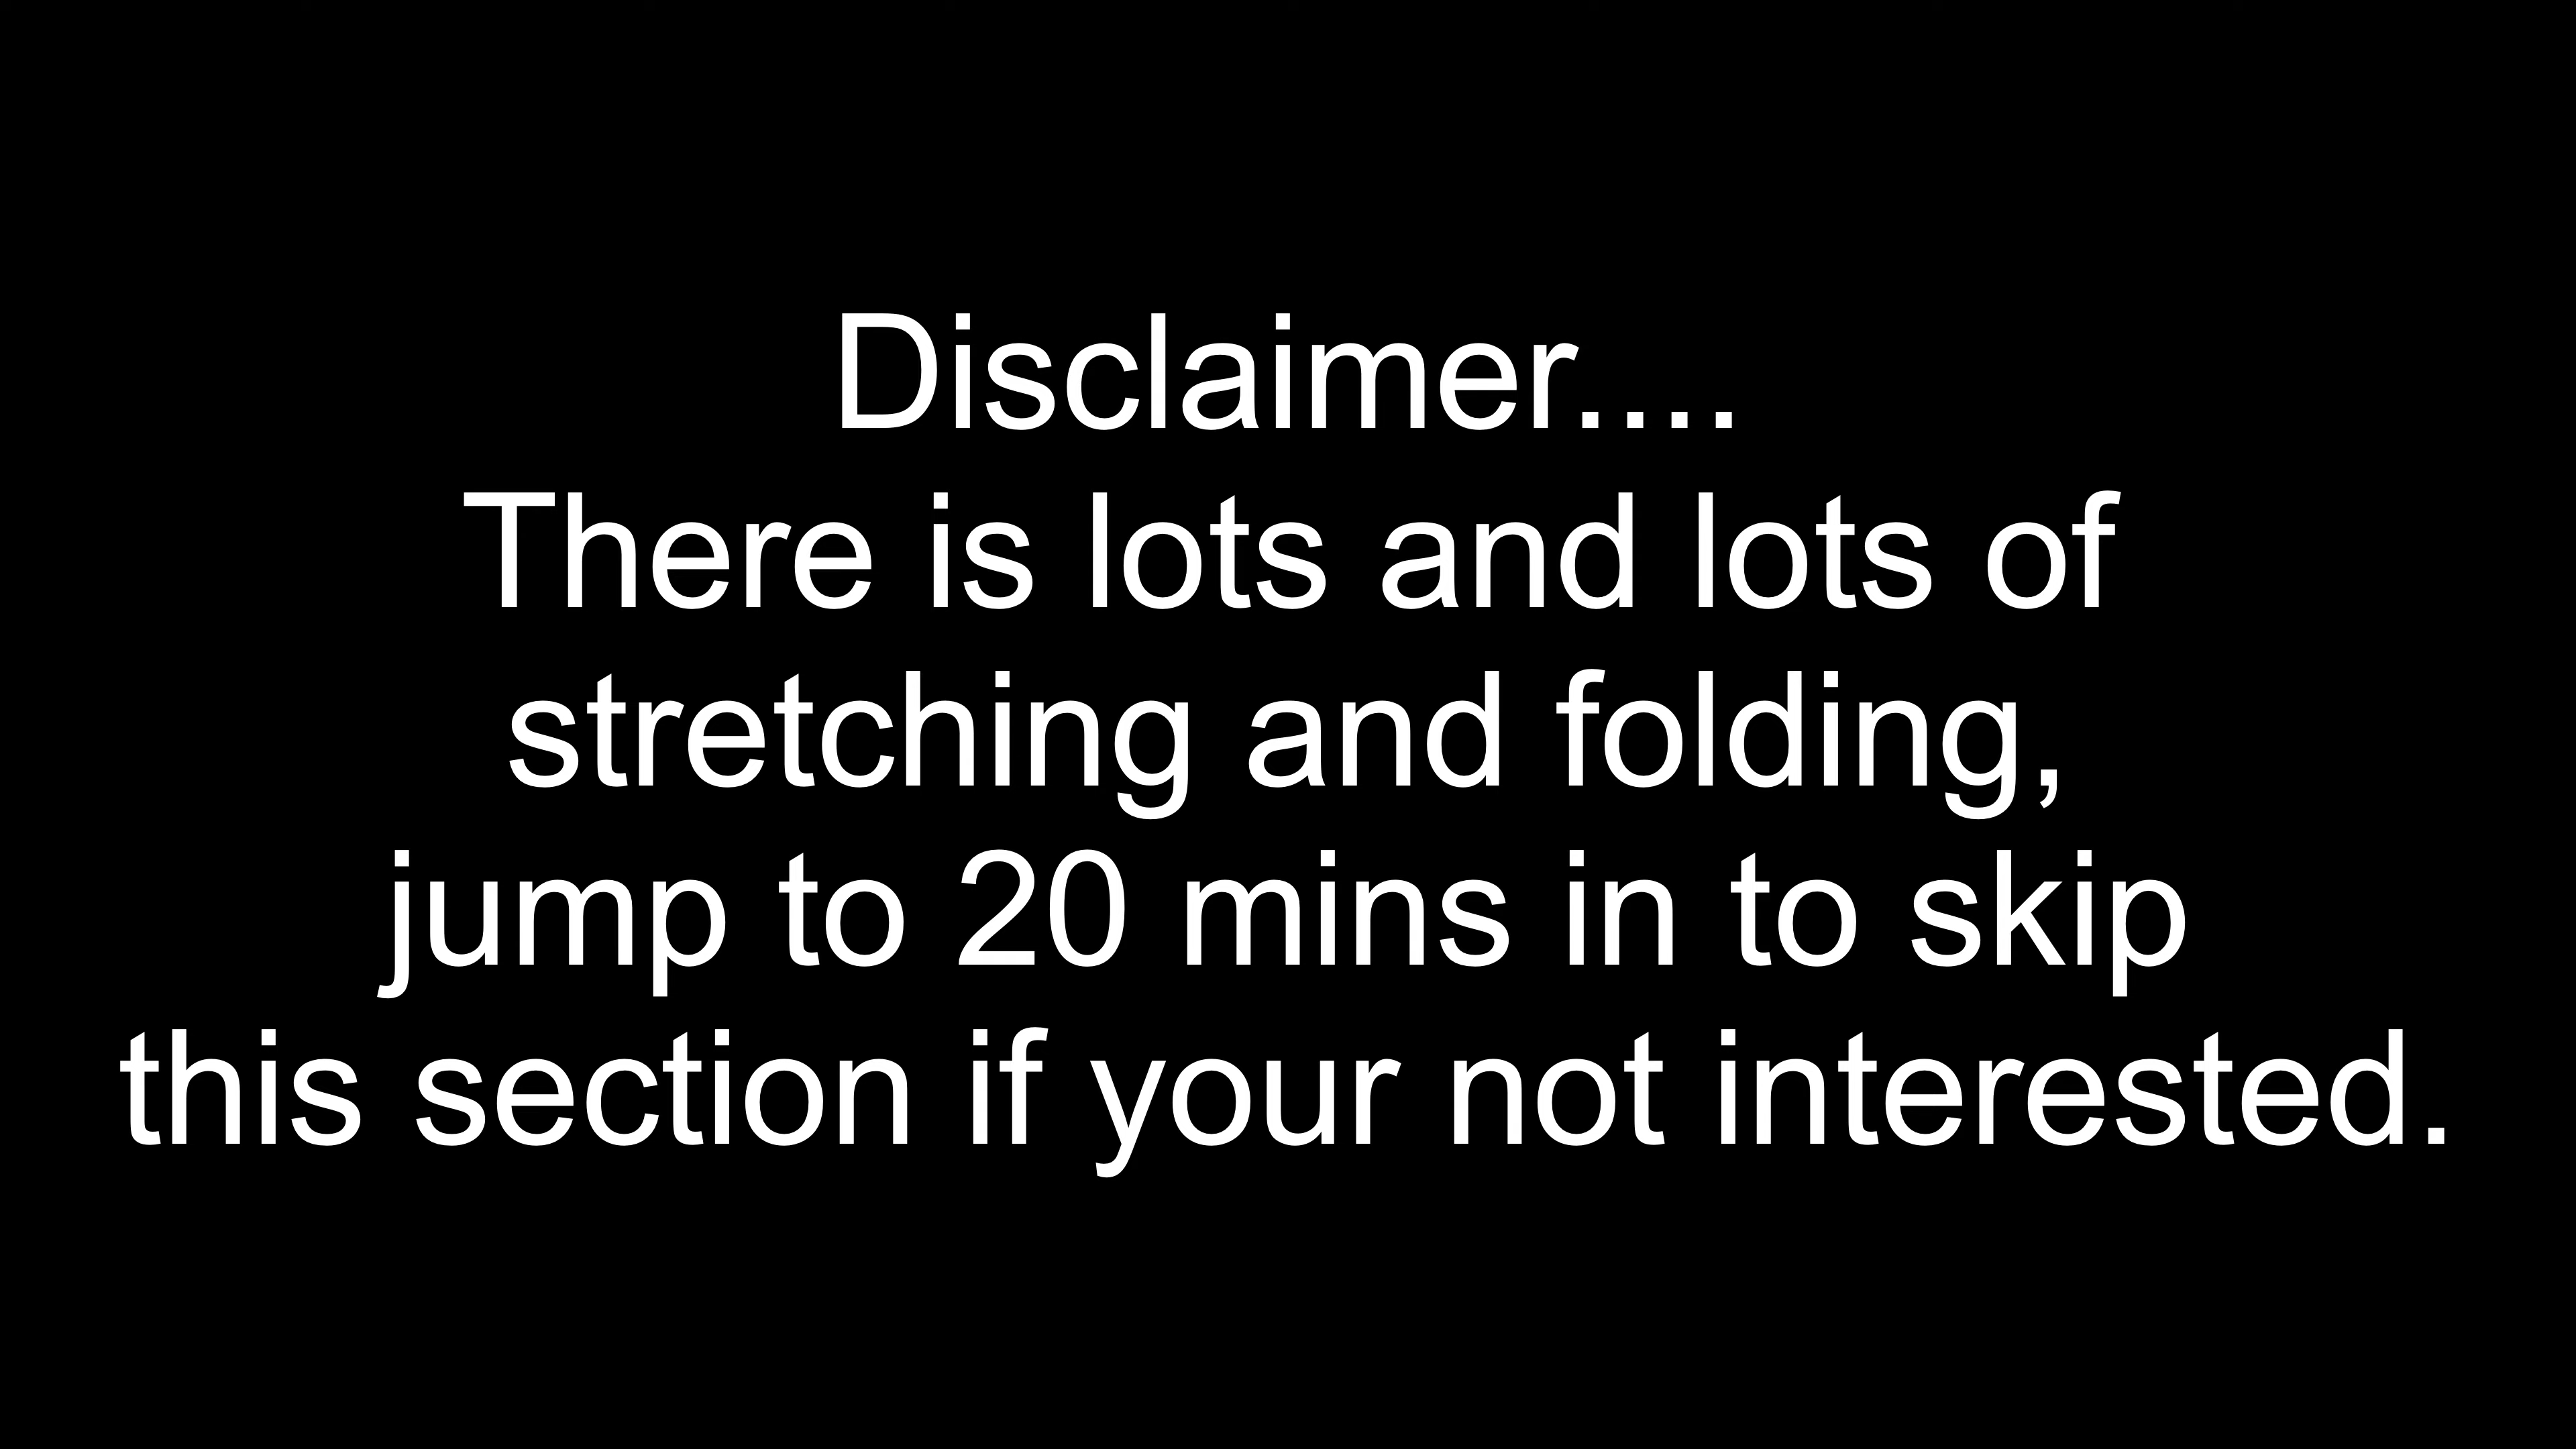 Disclaimer....
There is lots and lots of
stretching and folding,
jump to 20 mins in to skip
this section if your not interested.